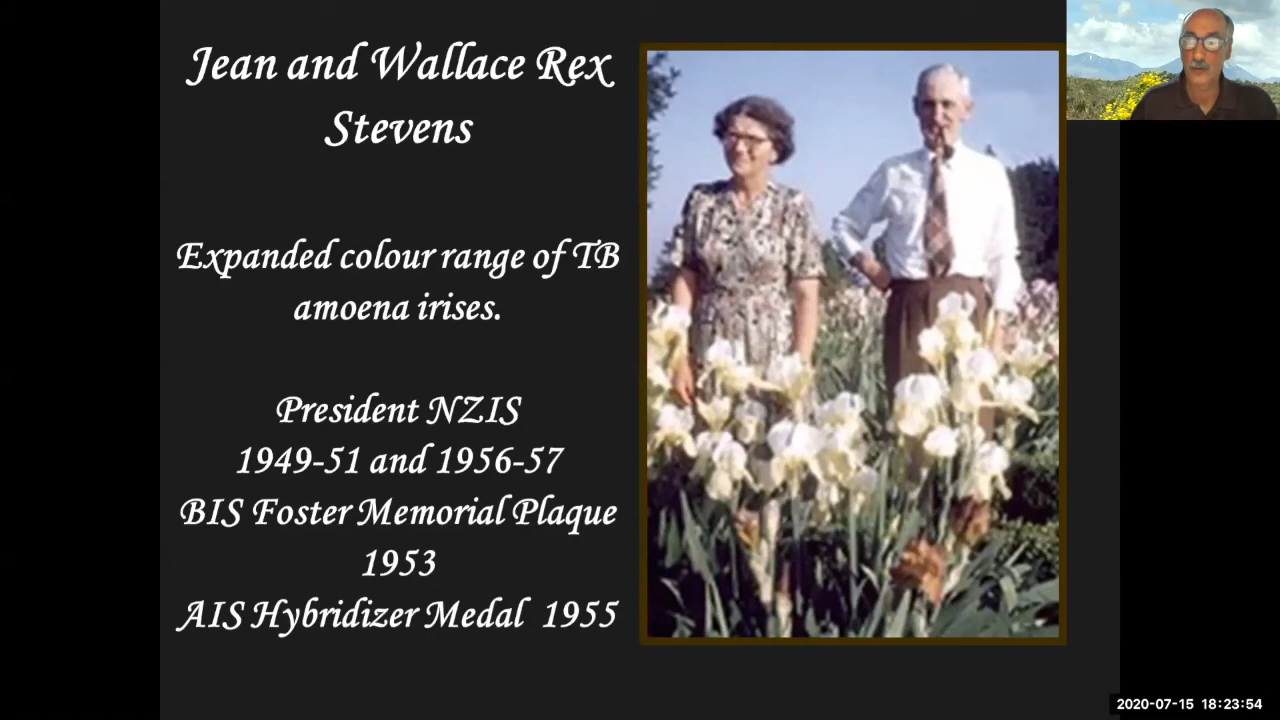 Jean and Wallace Rex
Stevens
Expanded colour range of TB
amoena irises.
President NZIS
1949-51 and 1956-57
BIS Foster Memorial Plaque
1953
AIS Hybridizer Medal 1955
2020-07-15 18:23:54